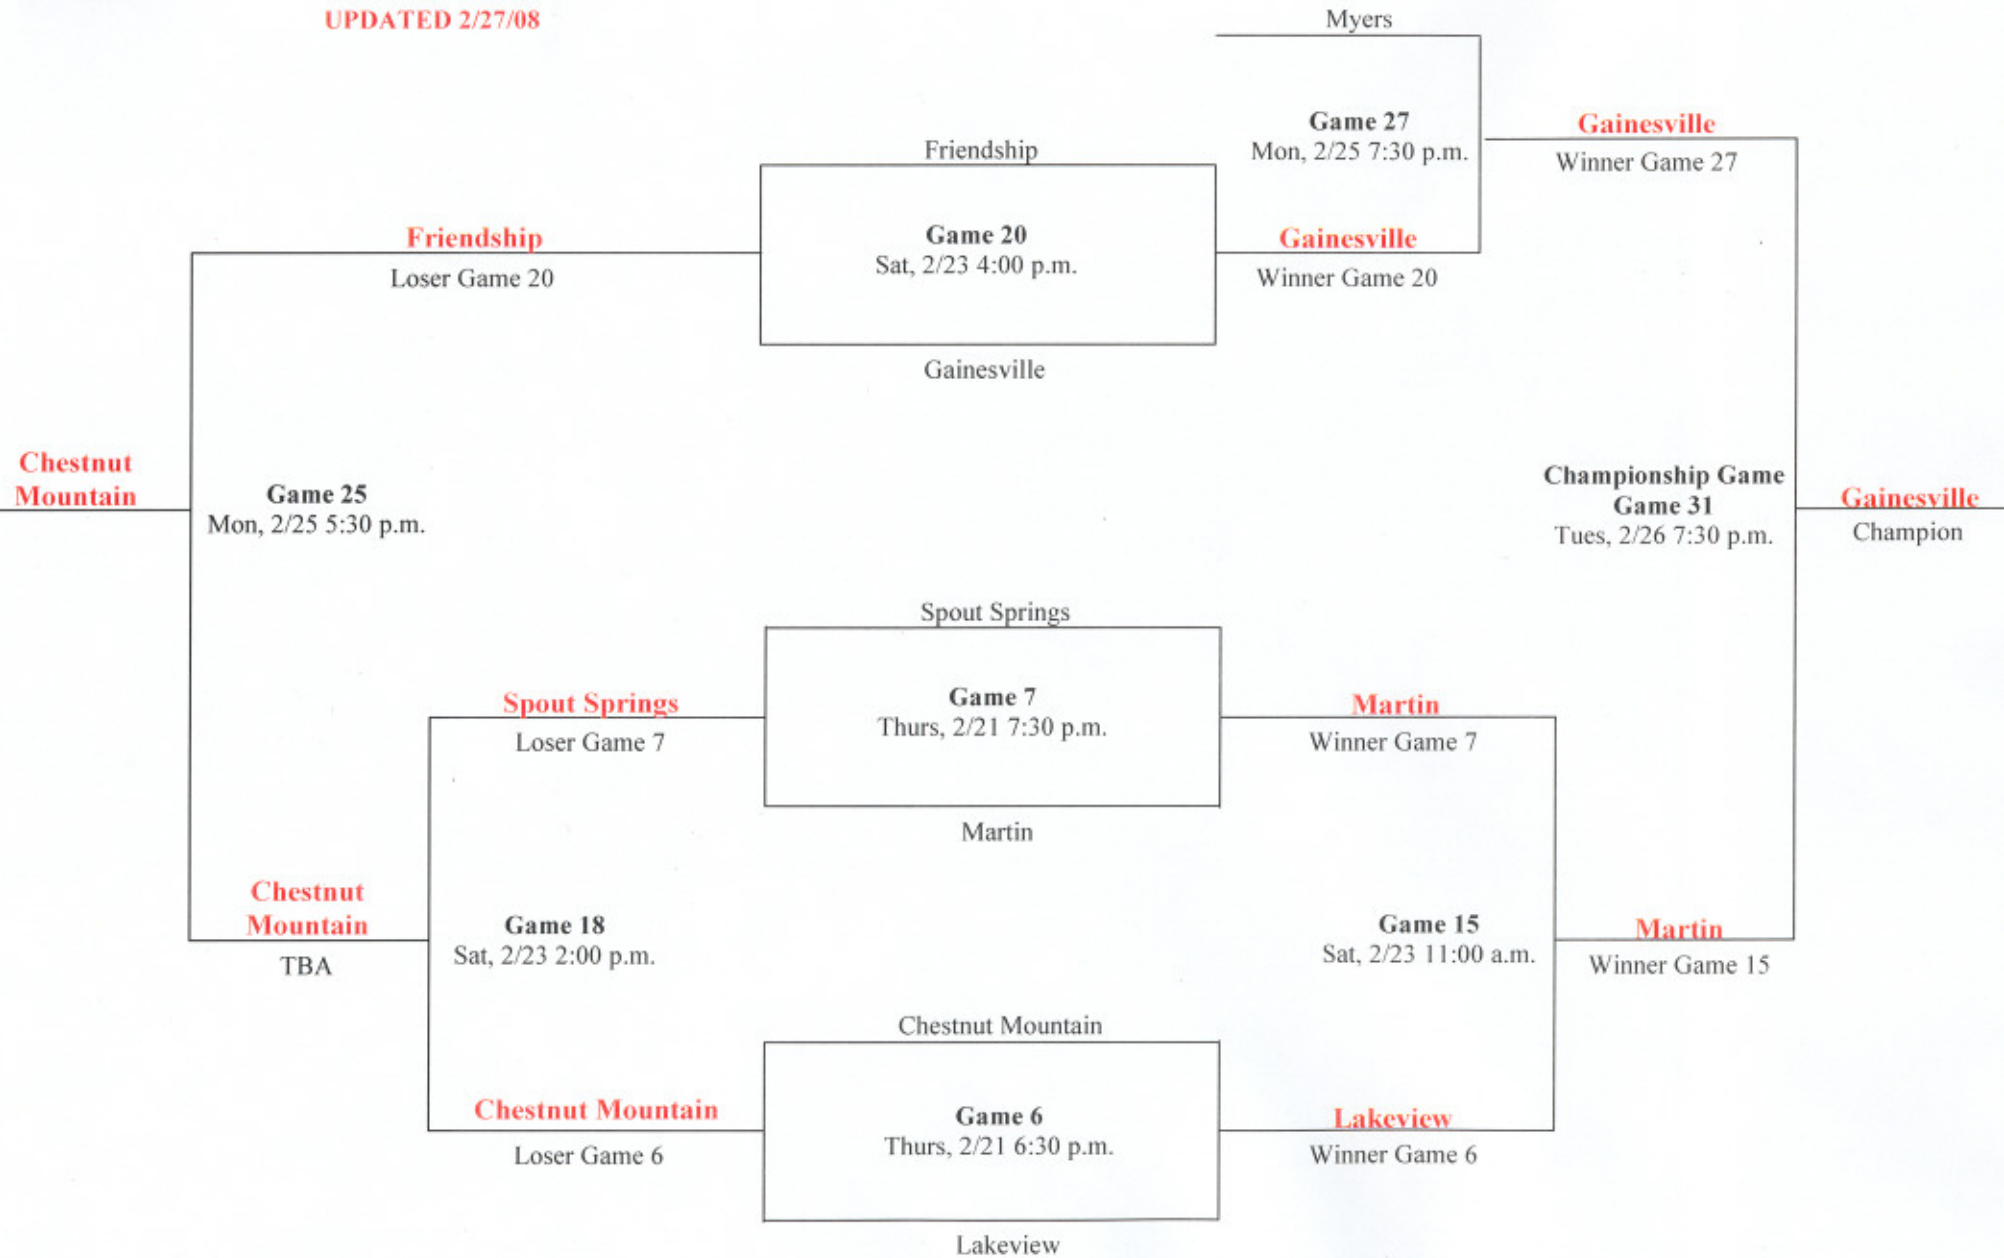 UPDATED 2/27/08
Myers
Game 27
Mon, 2/25 7:30 p.m.
Gainesville
Winner Game 27
Friendship
Game 20
Sat, 2/23 4:00 p.m.
Friendship
Loser Game 20
Gainesville
Winner Game 20
Gainesville
Chestnut
Mountain
Game 25
Mon, 2/25 5:30 p.m.
Championship Game
Game 31
Tues, 2/26 7:30 p.m.
Gainesville
Champion
Spout Springs
Spout Springs
Loser Game 7
Game 7
Thurs, 2/21 7:30 p.m.
Martin
Winner Game 7
Martin
Chestnut
Mountain
TBA
Game 18
Sat, 2/23 2:00 p.m.
Game 15
Sat, 2/23 11:00 a.m.
Martin
Winner Game 15
Chestnut Mountain
Chestnut Mountain
Loser Game 6
Game 6
Thurs, 2/21 6:30 p.m.
Lakeview
Winner Game 6
Lakeview